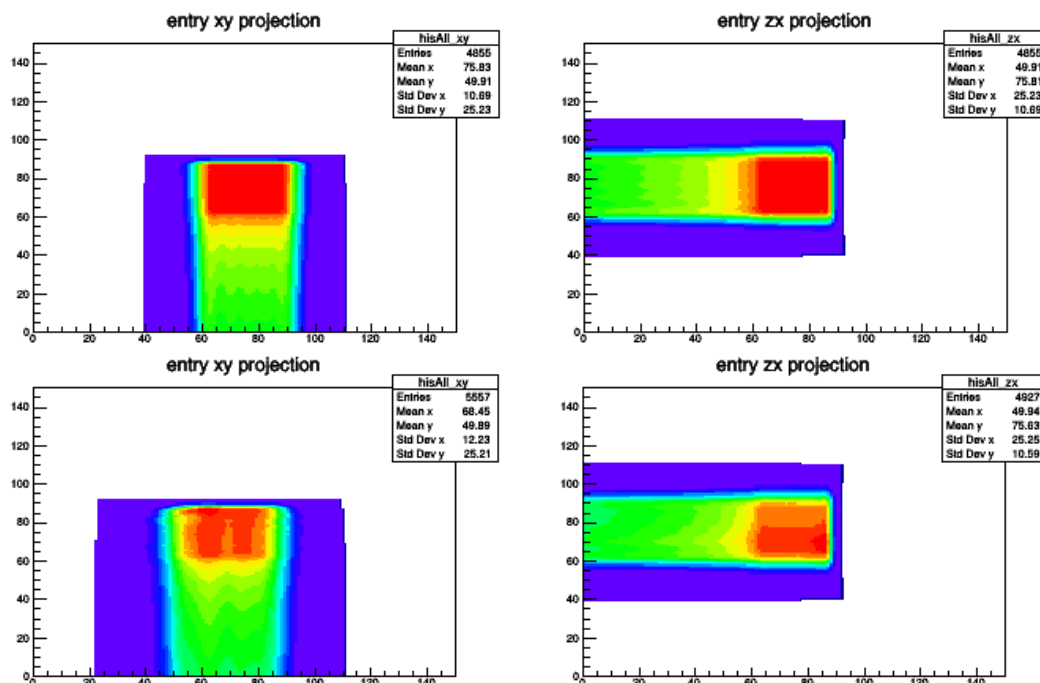 entry xy projection
hisAll_xy
Entries 4855
Mean x 75.83
Mean y 49.91
Std Dev x 10.69
Std Dev y 25.23
140
120
100
80
60
40
20
0
0 20 40 60 80 100 120 140
entry zx projection
hisAll_zx
Entries 4855
Mean x 49.91
Mean y 75.81
Std Dev x 25.23
Std Dev y 10.69
140
120
100
80
60
40
20
0
0 20 40 60 80 100 120 140
entry xy projection
hisAll_xy
Entries 5557
Mean x 68.45
Mean y 49.89
Std Dev x 12.23
Std Dev y 25.21
140
120
100
80
60
40
20
0
0 20 40 60 80 100 120 140
entry zx projection
hisAll_zx
Entries 4927
Mean x 49.94
Mean y 75.63
Std Dev x 25.25
Std Dev y 10.59
140
120
100
80
60
40
20
0
0 20 40 60 80 100 120 140